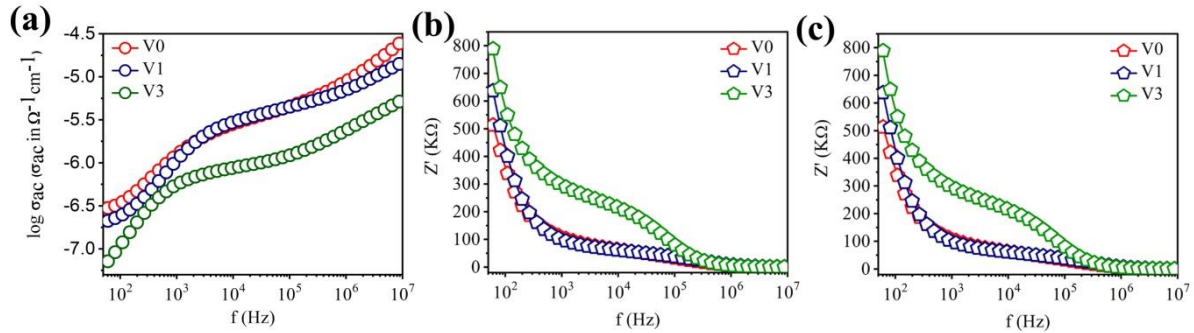 (a)
log σac (σac in Ω⁻¹ cm⁻¹)
-4.5
-5.0
-5.5
-6.0
-6.5
-7.0
V0
V1
V3
10² 10³ 10⁴ 10⁵ 10⁶ 10⁷
f (Hz)
(b)
Z' (KΩ)
800
700
600
500
400
300
200
100
0
V0
V1
V3
10² 10³ 10⁴ 10⁵ 10⁶ 10⁷
f (Hz)
(c)
Z' (KΩ)
800
700
600
500
400
300
200
100
0
V0
V1
V3
10² 10³ 10⁴ 10⁵ 10⁶ 10⁷
f (Hz)